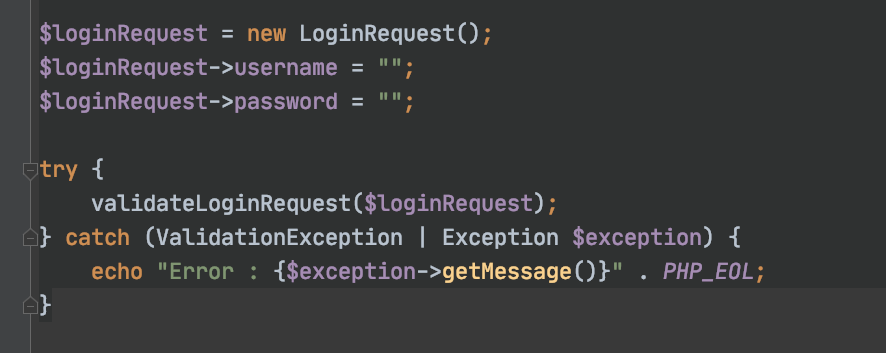 $loginRequest = new LoginRequest();
$loginRequest->username = "";
$loginRequest->password = "";
try {
    validateLoginRequest($loginRequest);
} catch (ValidationException | Exception $exception) {
    echo "Error : {$exception->getMessage()}" . PHP_EOL;
}